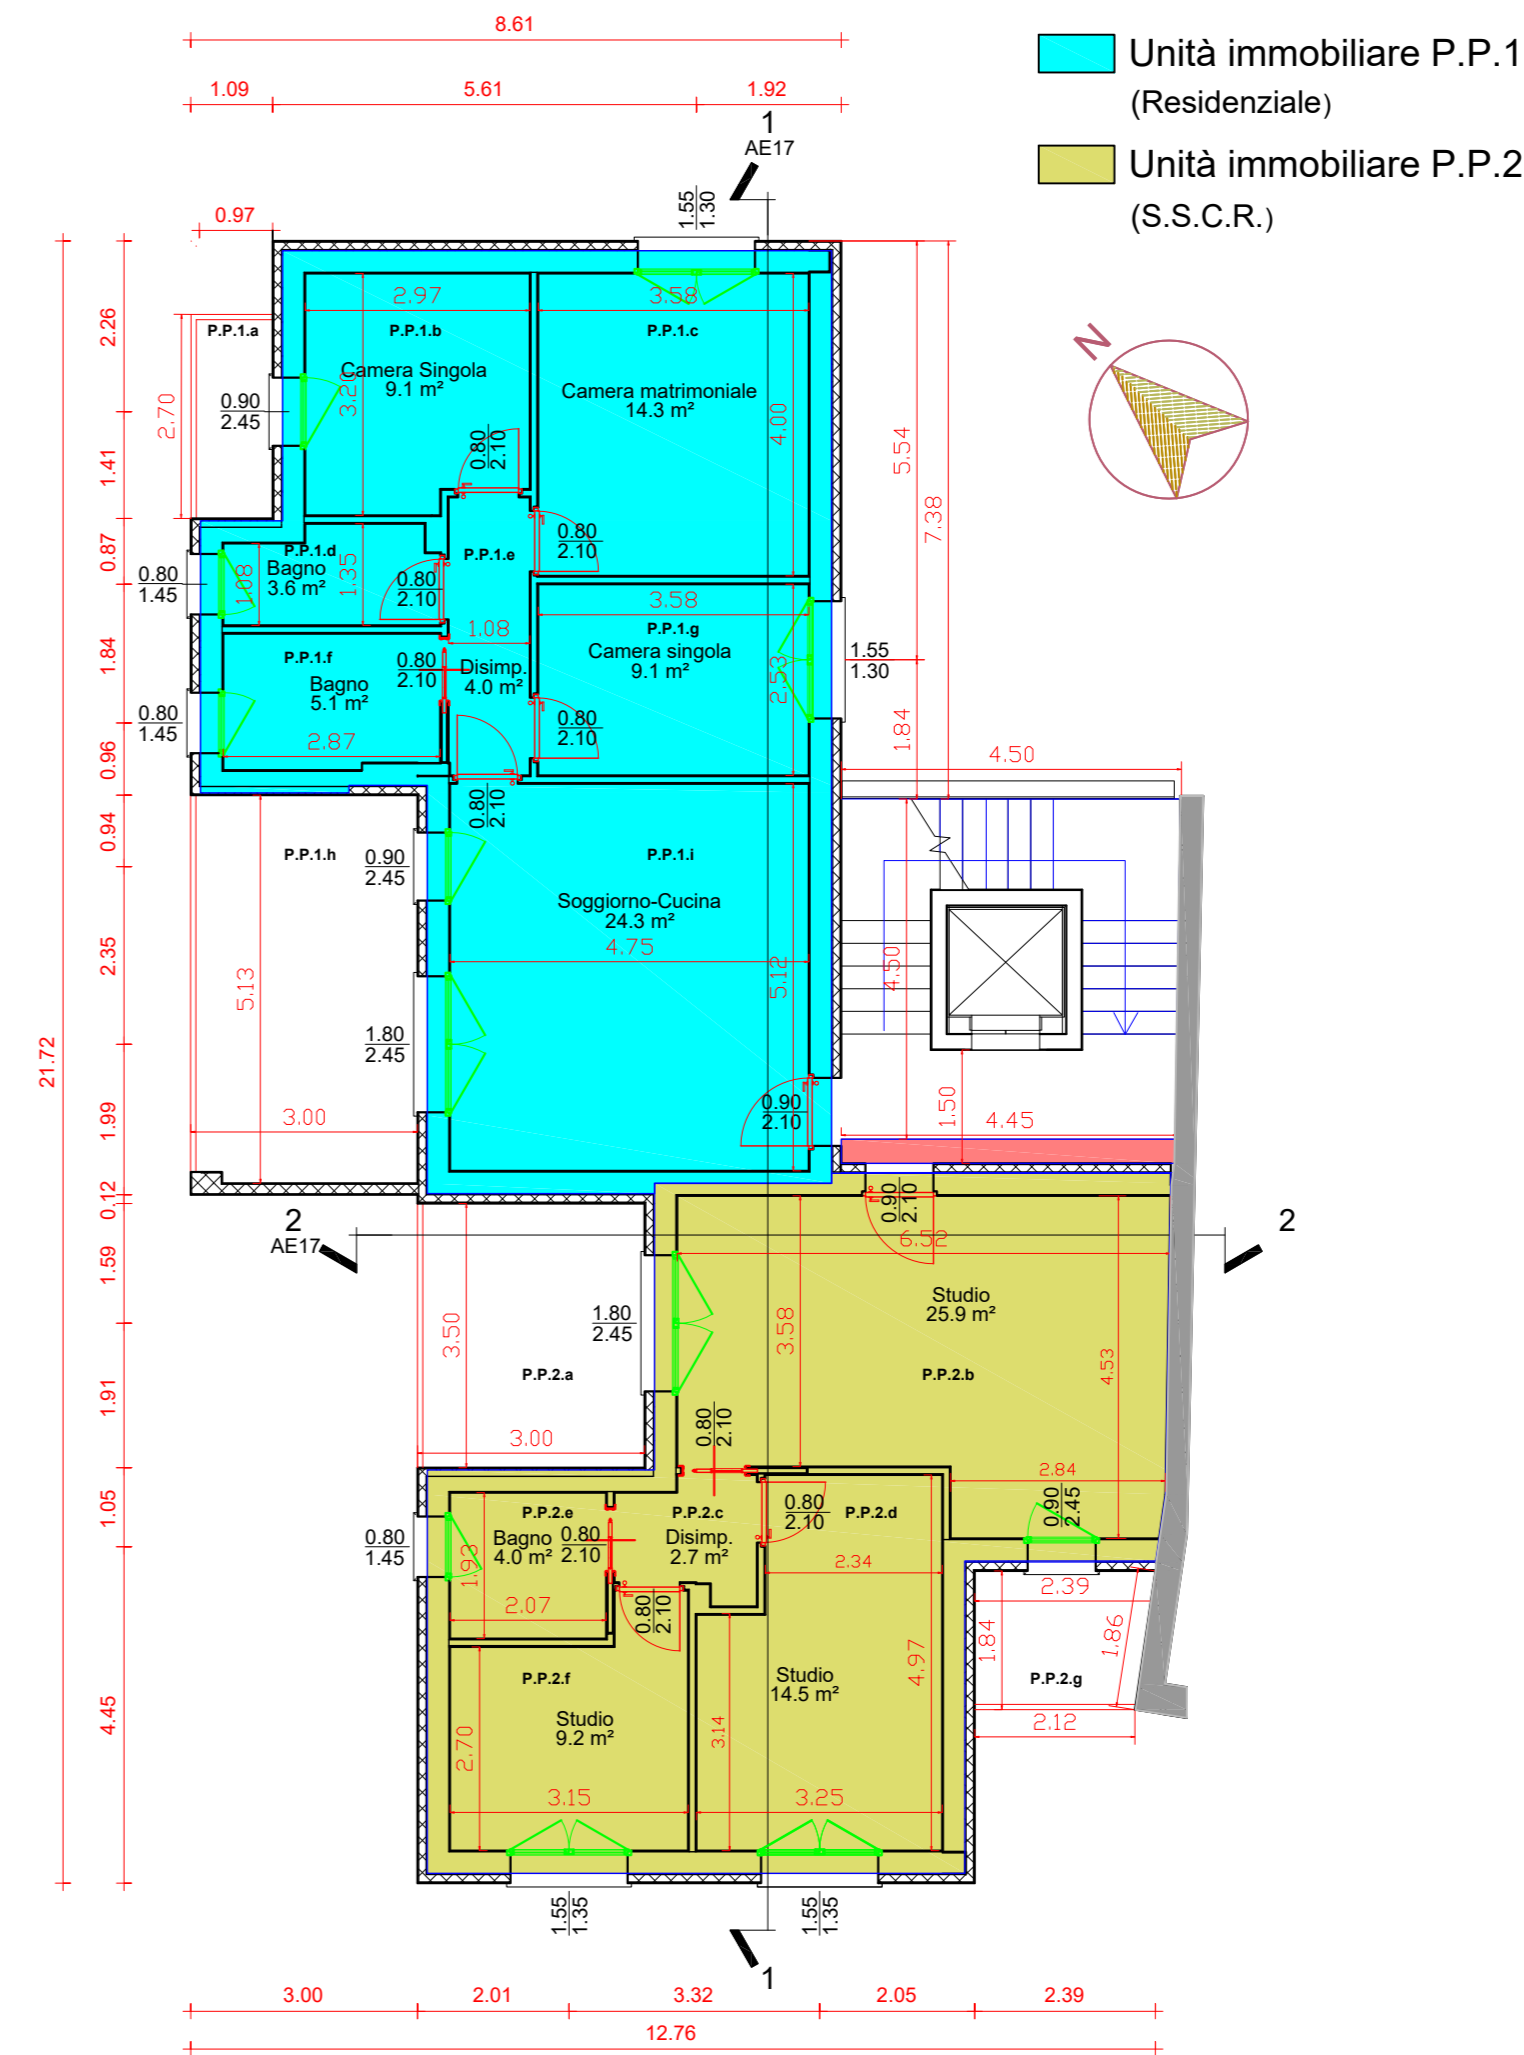 8.61
1.09 5.61 1.92
Unità immobiliare P.P.1
(Residenziale)
Unità immobiliare P.P.2
(S.S.C.R.)
1
AE17
1.55
1.30
0.97
N
2.97
3.58
P.P.1.a
P.P.1.b
P.P.1.c
Camera Singola
9.1 m²
3.20
Camera matrimoniale
14.3 m²
4.00
0.90
2.45
2.70
2.26
1.41
0.87
1.84
0.96
0.94
2.35
1.99
0.12
1.59
1.91
1.05
4.45
21.72
5.54
7.38
1.84
0.80
2.10
P.P.1.d
Bagno
3.6 m²
1.08
1.35
0.80
1.45
0.80
2.10
P.P.1.e
0.80
2.10
1.08
Disimp.
4.0 m²
3.58
P.P.1.g
Camera singola
9.1 m²
2.53
1.55
1.30
P.P.1.f
Bagno
5.1 m²
0.80
2.10
2.87
0.80
1.45
0.80
2.10
0.80
2.10
4.50
P.P.1.h
0.90
2.45
P.P.1.i
Soggiorno-Cucina
24.3 m²
4.75
5.12
5.13
1.80
2.45
3.00
0.90
2.10
4.50
1.50
4.45
2
AE17
2
0.90
2.10
6.52
Studio
25.9 m²
P.P.2.b
3.58
4.53
1.80
2.45
3.50
P.P.2.a
3.00
0.80
2.10
2.84
0.90
2.45
P.P.2.e
Bagno
4.0 m²
1.93
2.07
0.80
1.45
0.80
2.10
P.P.2.c
Disimp.
2.7 m²
0.80
2.10
P.P.2.d
2.34
0.80
2.10
2.39
1.84
1.86
P.P.2.g
2.12
P.P.2.f
Studio
9.2 m²
2.70
3.15
Studio
14.5 m²
4.97
3.14
3.25
1.55
1.35
1.55
1.35
1
3.00 2.01 3.32 2.05 2.39
12.76